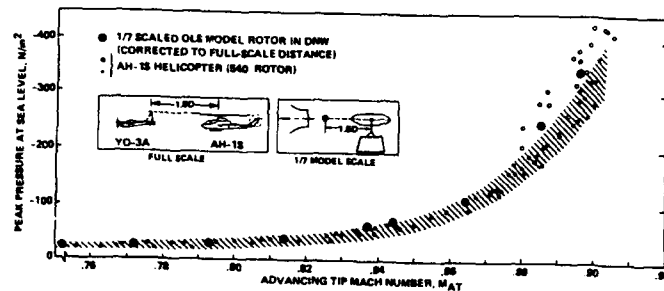 -400
-300
-200
-100
0
PEAK PRESSURE AT SEA LEVEL, N/m²
1/7 SCALED OLS MODEL ROTOR IN DNW
(CORRECTED TO FULL-SCALE DISTANCE)
AH-1S HELICOPTER (540 ROTOR)
1.8D
YO-3A AH-1S
FULL SCALE
1.8D
1/7 MODEL SCALE
.76 .78 .80 .82 .84 .86 .88 .90
ADVANCING TIP MACH NUMBER, MAT